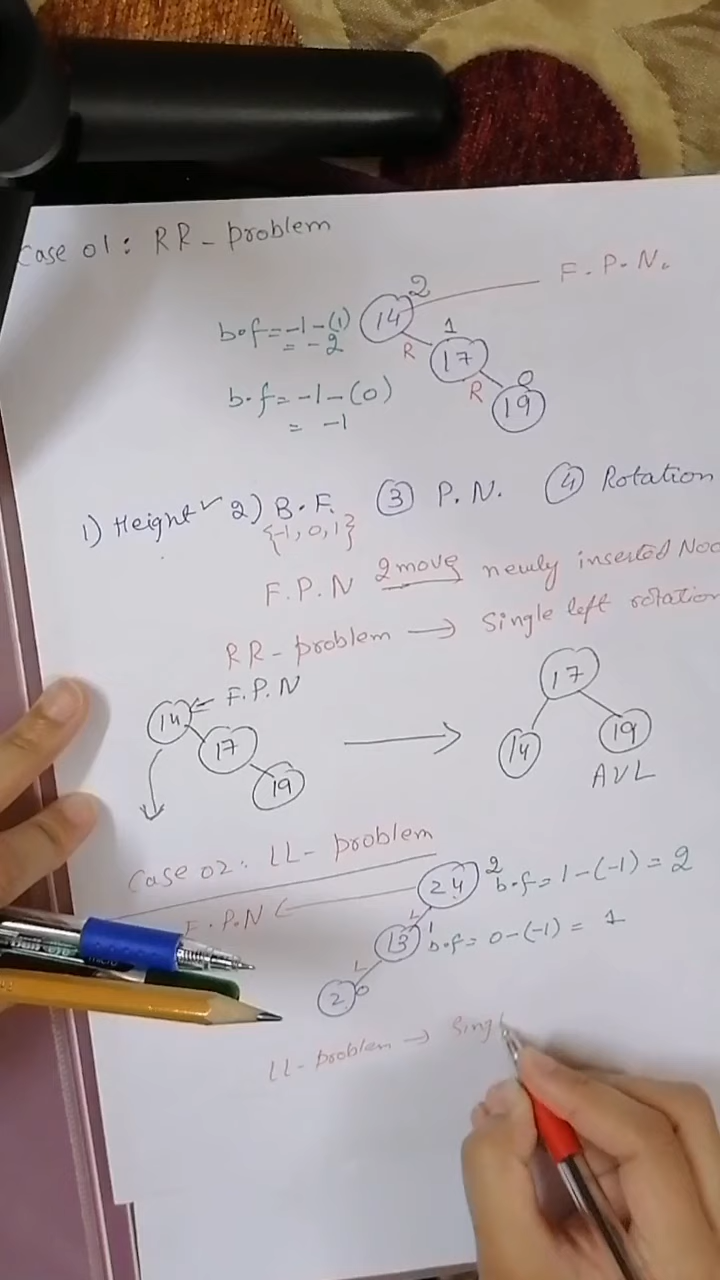 Case 01: RR - problem
F.P.N.
2
14
b.f = -1 - (1)
= -2
1
R
17
b.f = -1 - (0)
= -1
R
0
19
1) Height ✓ 2) B.F. ③ P.N. ④ Rotation
{-1, 0, 1}
F.P.N 2move newly inserted Nod
RR - problem → Single left rotation
14 ← F.P.N
17
19
17
14
19
AVL
Case 02: LL - problem
24 2 b.f = 1 - (-1) = 2
F.P.N
L
13 1 b.f = 0 - (-1) = 1
L
2 0
LL - problem → Singl